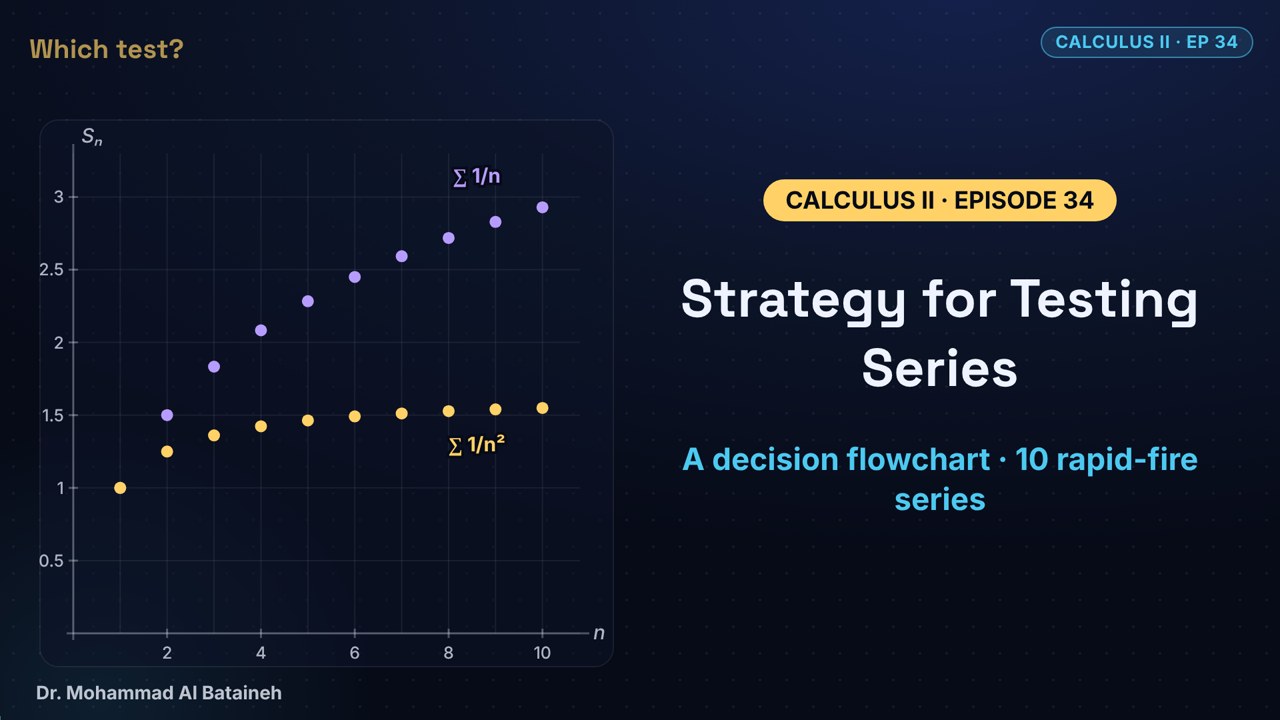 Which test?
CALCULUS II · EP 34
Sₙ
∑ 1/n
3
2.5
2
1.5
∑ 1/n²
1
0.5
n
2 4 6 8 10
CALCULUS II · EPISODE 34
Strategy for Testing
Series
A decision flowchart · 10 rapid-fire
series
Dr. Mohammad Al Bataineh